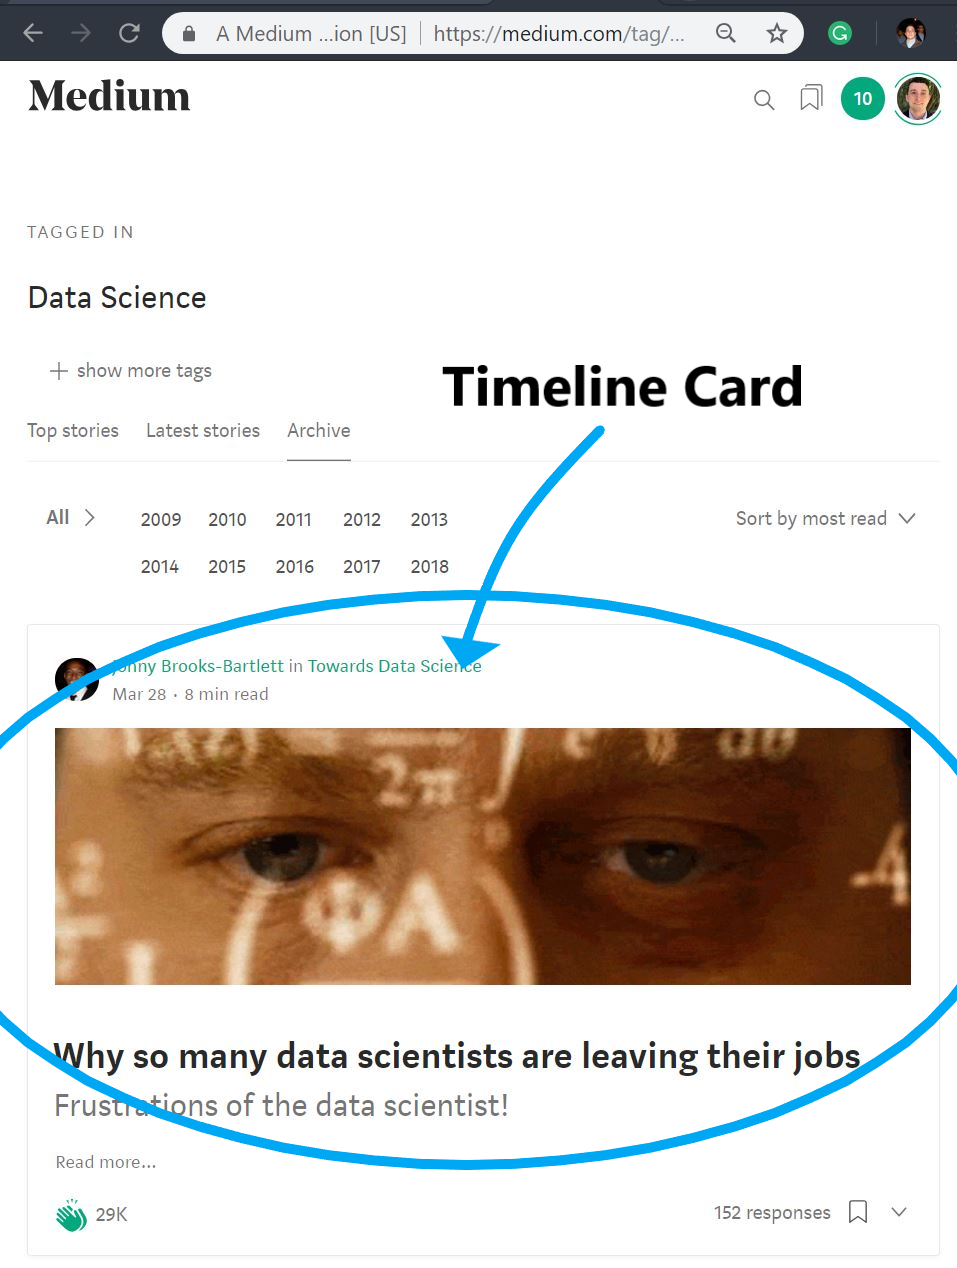 A Medium ...ion [US] https://medium.com/tag/...
Medium
10
TAGGED IN
Data Science
show more tags
Timeline Card
Top stories Latest stories Archive
All 2009 2010 2011 2012 2013
Sort by most read
2014 2015 2016 2017 2018
Jonny Brooks-Bartlett in Towards Data Science
Mar 28 · 8 min read
2π
ΦA
-4
Why so many data scientists are leaving their jobs
Frustrations of the data scientist!
Read more...
29K
152 responses